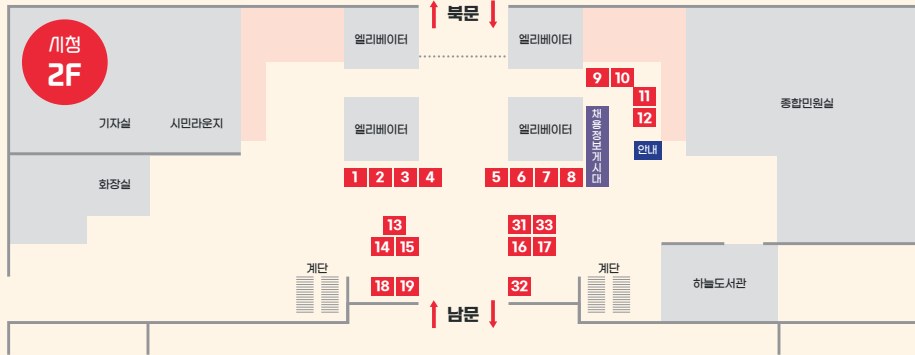 시청
2F
북문
엘리베이터
엘리베이터
9 10
11
12
종합민원실
기자실
시민라운지
엘리베이터
엘리베이터
채용정보게시대
안내
화장실
1 2 3 4
5 6 7 8
13
14 15
31 33
16 17
계단
18 19
32
계단
하늘도서관
남문